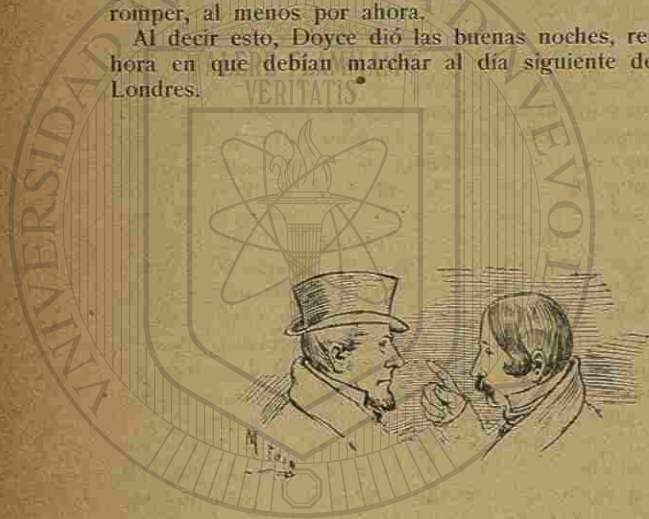 romper, al menos por ahora.
Al decir esto, Doyce dió las buenas noches, re
hora en que debían marchar al día siguiente de
Londres.
VERITATIS